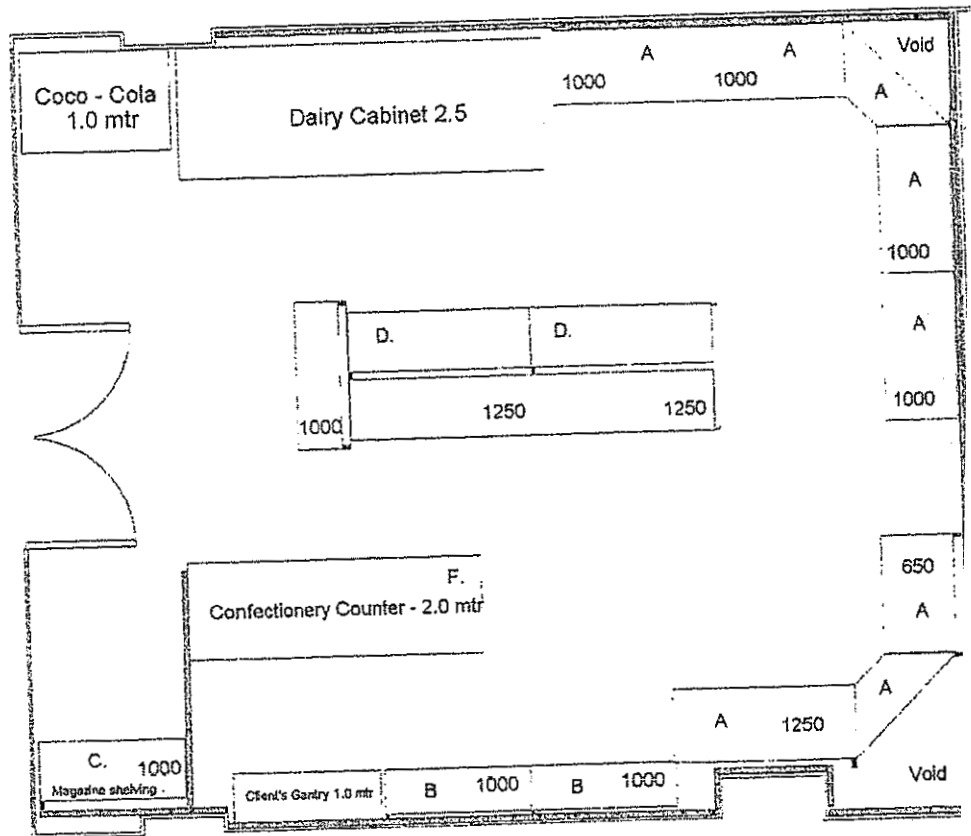 A
A
Void
1000
1000
Coco - Cola
1.0 mtr
Dairy Cabinet 2.5
A
A
1000
D.
D.
A
1000
1250
1250
1000
F.
Confectionery Counter - 2.0 mtr
650
A
A
A
1250
C.
1000
Magazine shelving
Client's Gantry 1.0 mtr
B
1000
B
1000
Void